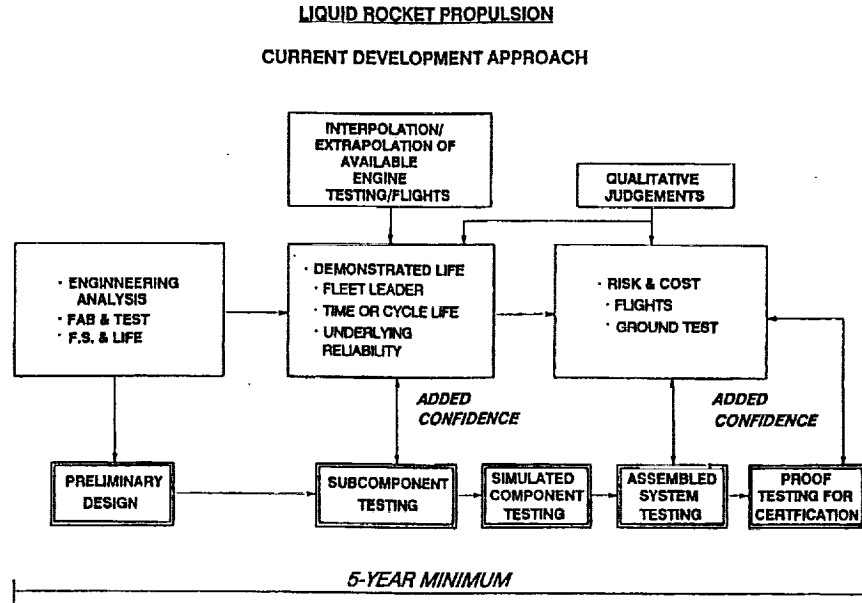 LIQUID ROCKET PROPULSION
CURRENT DEVELOPMENT APPROACH
INTERPOLATION/
EXTRAPOLATION OF
AVAILABLE
ENGINE
TESTING/FLIGHTS
QUALITATIVE
JUDGEMENTS
· ENGINNEERING
ANALYSIS
· FAB & TEST
· F.S. & LIFE
· DEMONSTRATED LIFE
· FLEET LEADER
· TIME OR CYCLE LIFE
· UNDERLYING
RELIABILITY
· RISK & COST
· FLIGHTS
· GROUND TEST
ADDED
CONFIDENCE
ADDED
CONFIDENCE
PRELIMINARY
DESIGN
SUBCOMPONENT
TESTING
SIMULATED
COMPONENT
TESTING
ASSEMBLED
SYSTEM
TESTING
PROOF
TESTING FOR
CERTFICATION
5-YEAR MINIMUM